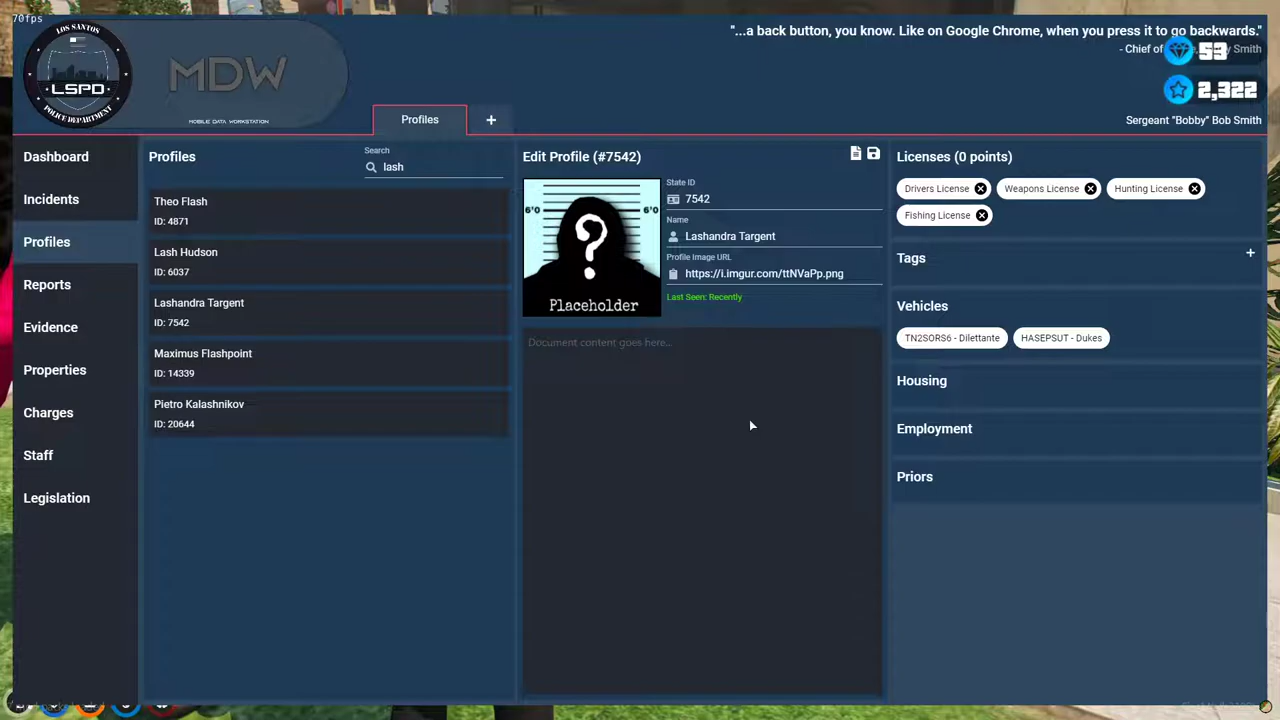 70fps
LOS SANTOS
LSPD
POLICE DEPARTMENT
MDW
MOBILE DATA WORKSTATION
"...a back button, you know. Like on Google Chrome, when you press it to go backwards."
- Chief of
Smith
53
2,322
Sergeant "Bobby" Bob Smith
Profiles
+
Dashboard
Incidents
Profiles
Reports
Evidence
Properties
Charges
Staff
Legislation
Profiles
Search
lash
Theo Flash
ID: 4871
Lash Hudson
ID: 6037
Lashandra Targent
ID: 7542
Maximus Flashpoint
ID: 14339
Pietro Kalashnikov
ID: 20644
Edit Profile (#7542)
6'0
6'0
?
Placeholder
State ID
7542
Name
Lashandra Targent
Profile Image URL
https://i.imgur.com/ttNVaPp.png
Last Seen: Recently
Document content goes here...
Licenses (0 points)
Drivers License
Weapons License
Hunting License
Fishing License
Tags
+
Vehicles
TN2SORS6 - Dilettante
HASEPSUT - Dukes
Housing
Employment
Priors